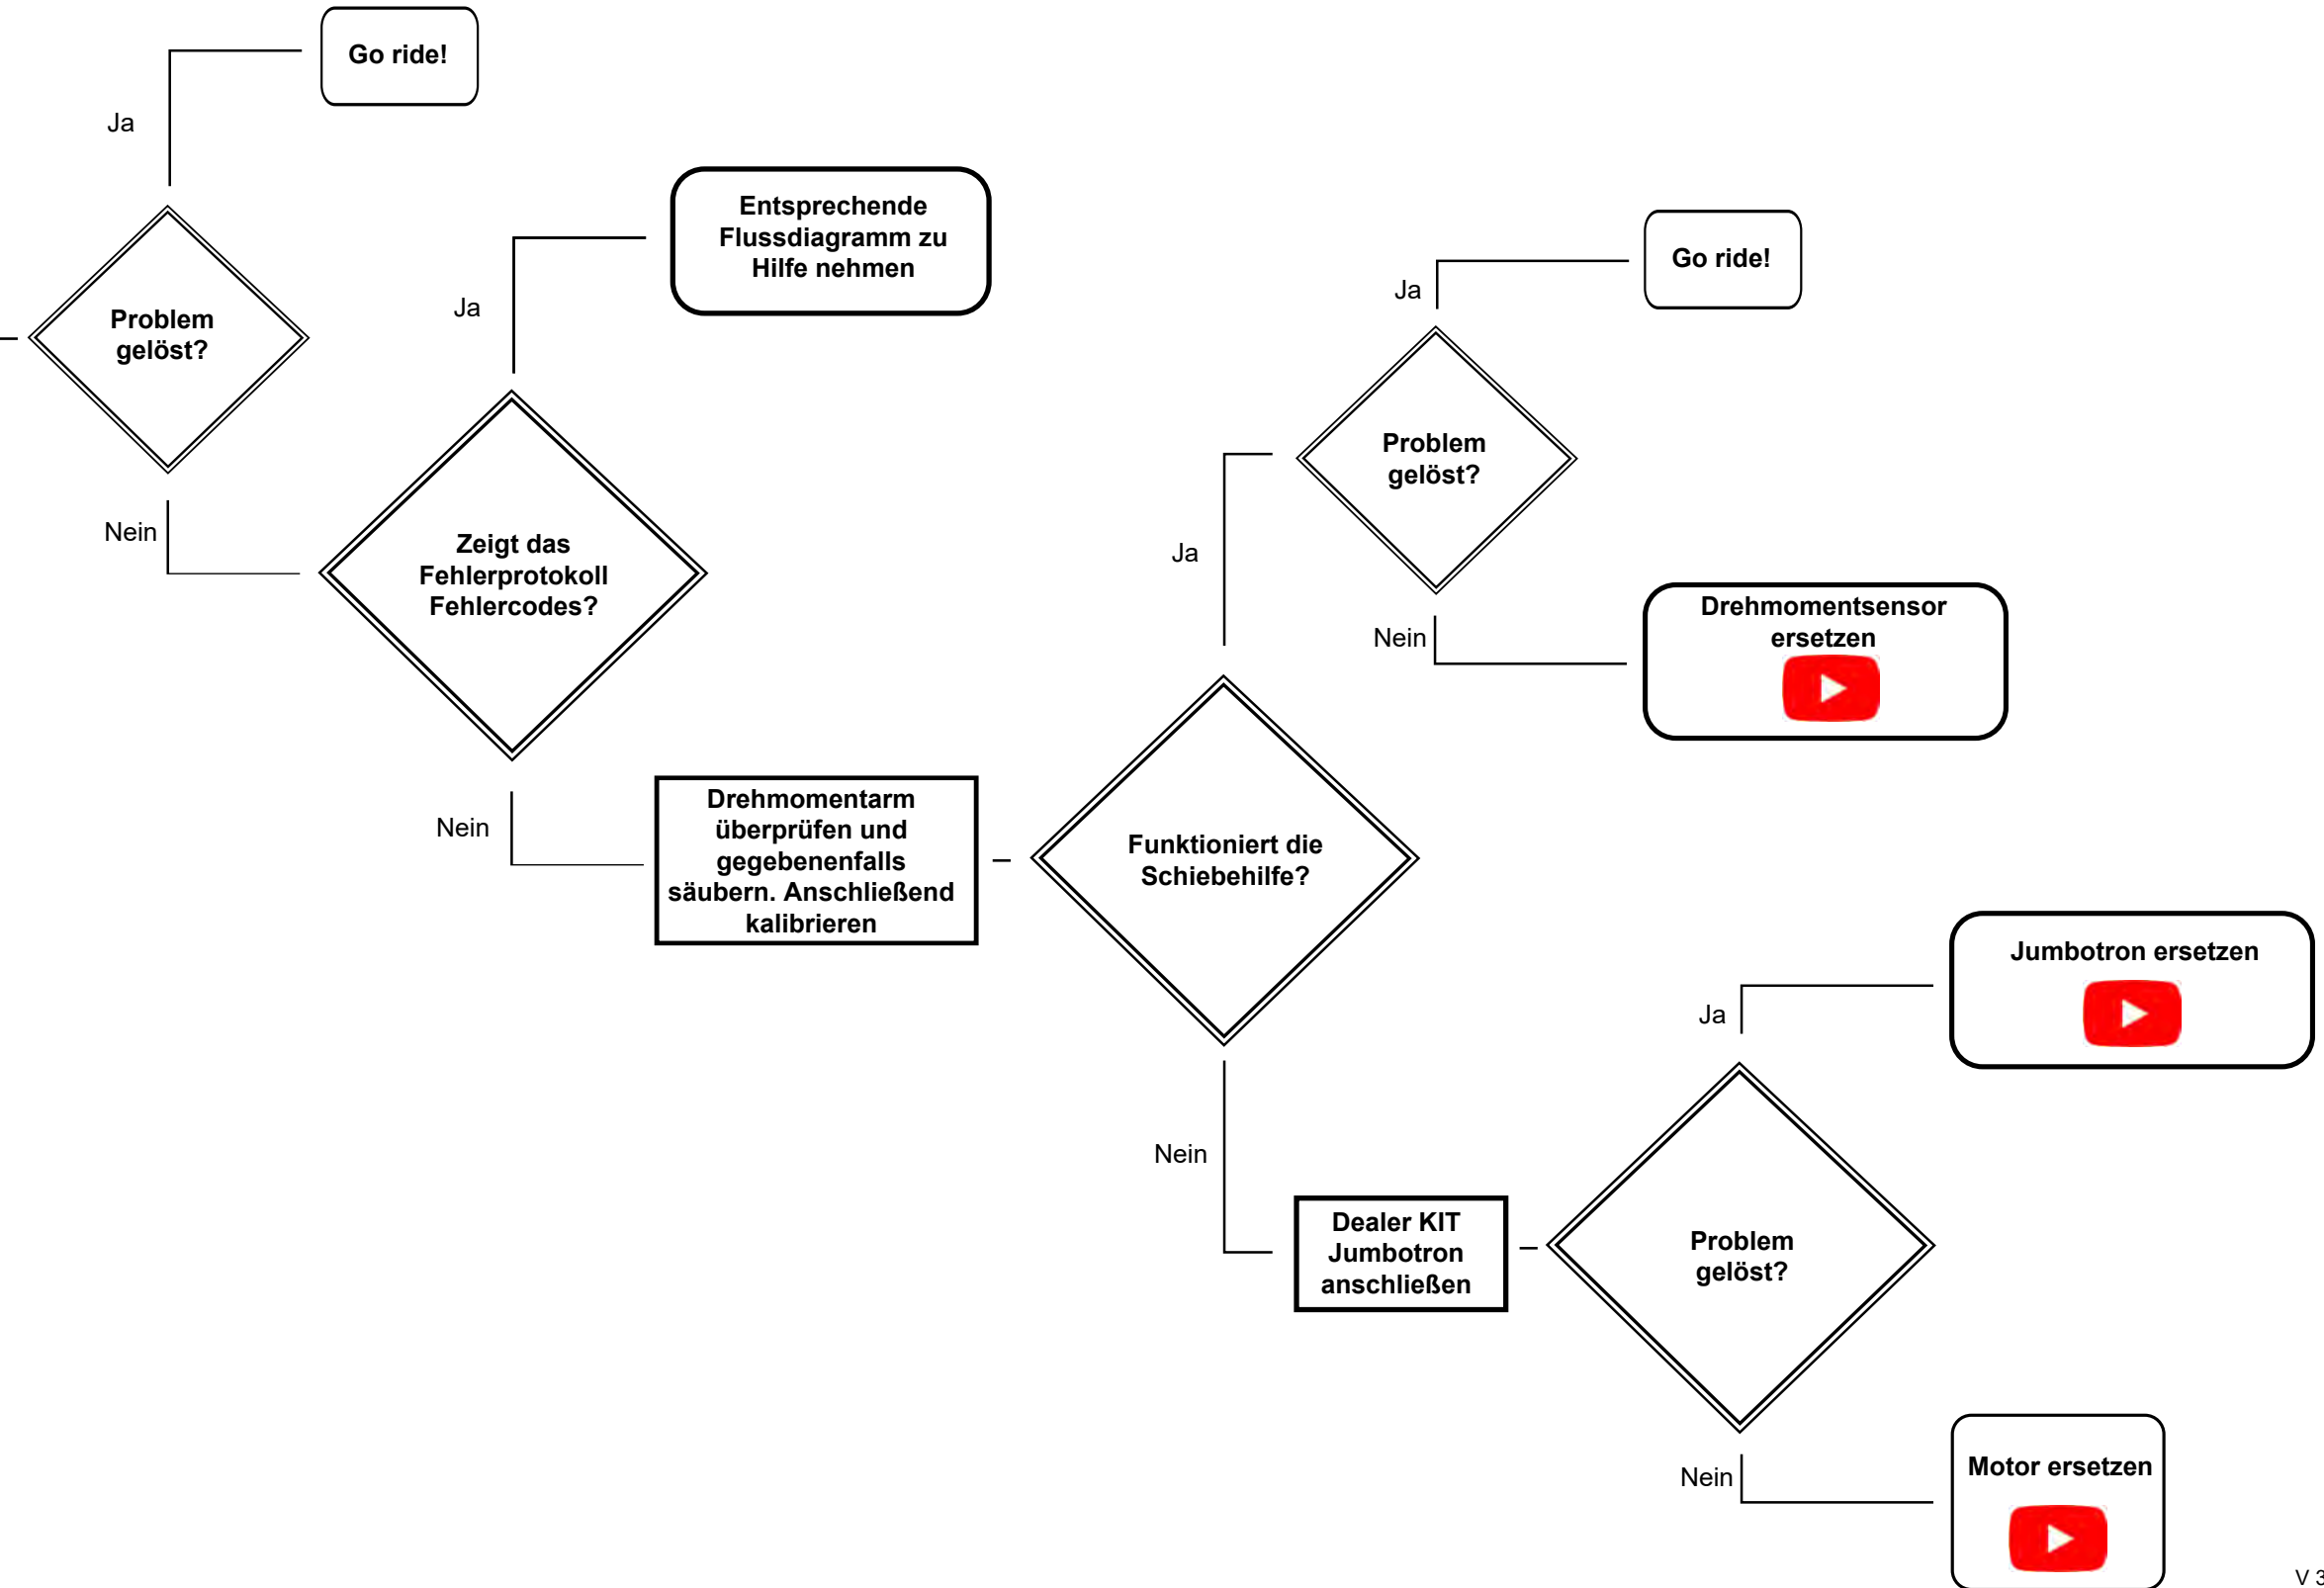 Go ride!
Ja
Problem
gelöst?
Nein
Entsprechende
Flussdiagramm zu
Hilfe nehmen
Ja
Zeigt das
Fehlerprotokoll
Fehlercodes?
Nein
Drehmomentarm
überprüfen und
gegebenenfalls
säubern. Anschließend
kalibrieren
Funktioniert die
Schiebehilfe?
Ja
Problem
gelöst?
Ja
Go ride!
Nein
Drehmomentsensor
ersetzen
Nein
Dealer KIT
Jumbotron
anschließen
Problem
gelöst?
Ja
Jumbotron ersetzen
Nein
Motor ersetzen
V 3